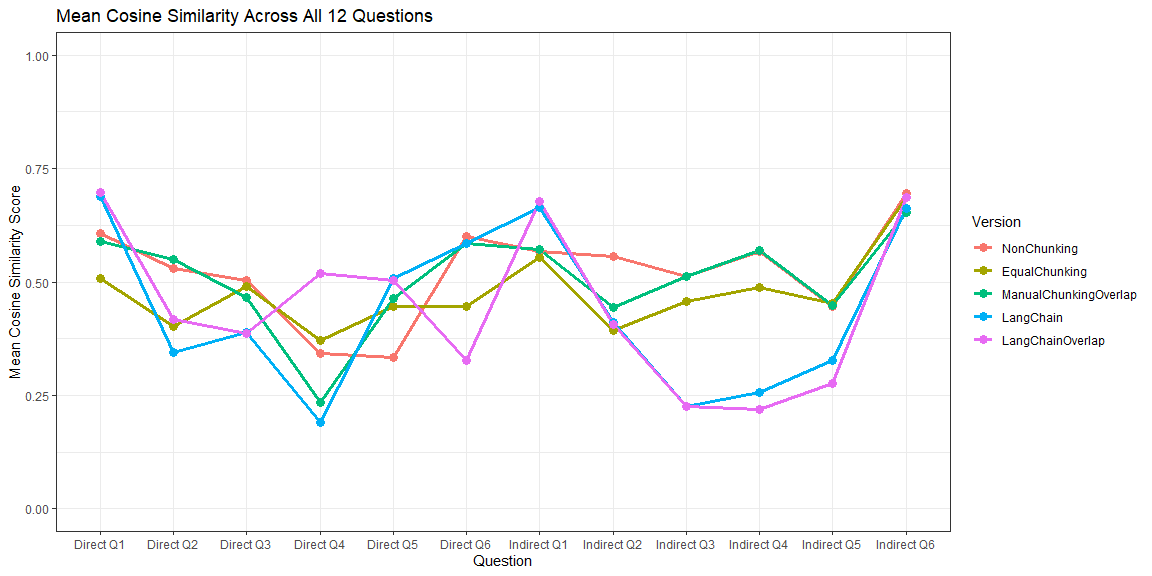 Mean Cosine Similarity Across All 12 Questions
1.00
0.75
0.50
0.25
0.00
Mean Cosine Similarity Score
Direct Q1 Direct Q2 Direct Q3 Direct Q4 Direct Q5 Direct Q6 Indirect Q1 Indirect Q2 Indirect Q3 Indirect Q4 Indirect Q5 Indirect Q6
Question
Version
NonChunking
EqualChunking
ManualChunkingOverlap
LangChain
LangChainOverlap